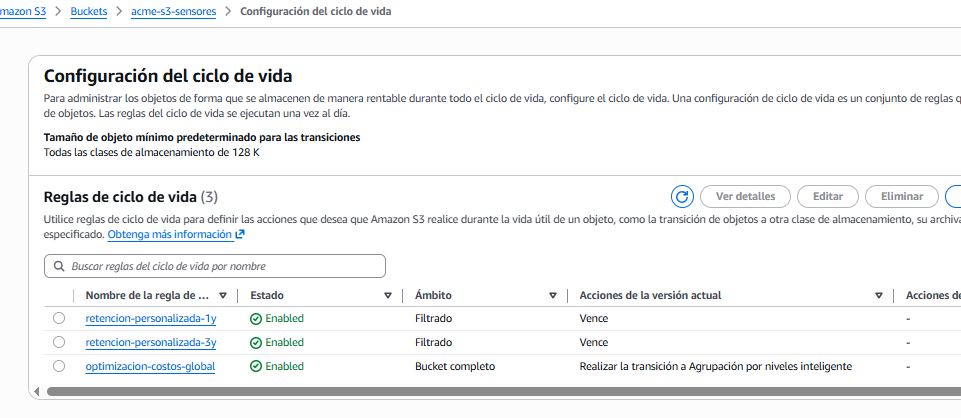 mazon S3 > Buckets > acme-s3-sensores > Configuración del ciclo de vida
Configuración del ciclo de vida
Para administrar los objetos de forma que se almacenen de manera rentable durante todo el ciclo de vida, configure el ciclo de vida. Una configuración de ciclo de vida es un conjunto de reglas q
de objetos. Las reglas del ciclo de vida se ejecutan una vez al día.
Tamaño de objeto mínimo predeterminado para las transiciones
Todas las clases de almacenamiento de 128 K
Reglas de ciclo de vida (3) Ver detalles Editar Eliminar
Utilice reglas de ciclo de vida para definir las acciones que desea que Amazon S3 realice durante la vida útil de un objeto, como la transición de objetos a otra clase de almacenamiento, su archiva
especificado. Obtenga más información
Buscar reglas del ciclo de vida por nombre
Nombre de la regla de ... Estado Ámbito Acciones de la versión actual Acciones de
retencion-personalizada-1y Enabled Filtrado Vence -
retencion-personalizada-3y Enabled Filtrado Vence -
optimizacion-costos-global Enabled Bucket completo Realizar la transición a Agrupación por niveles inteligente -